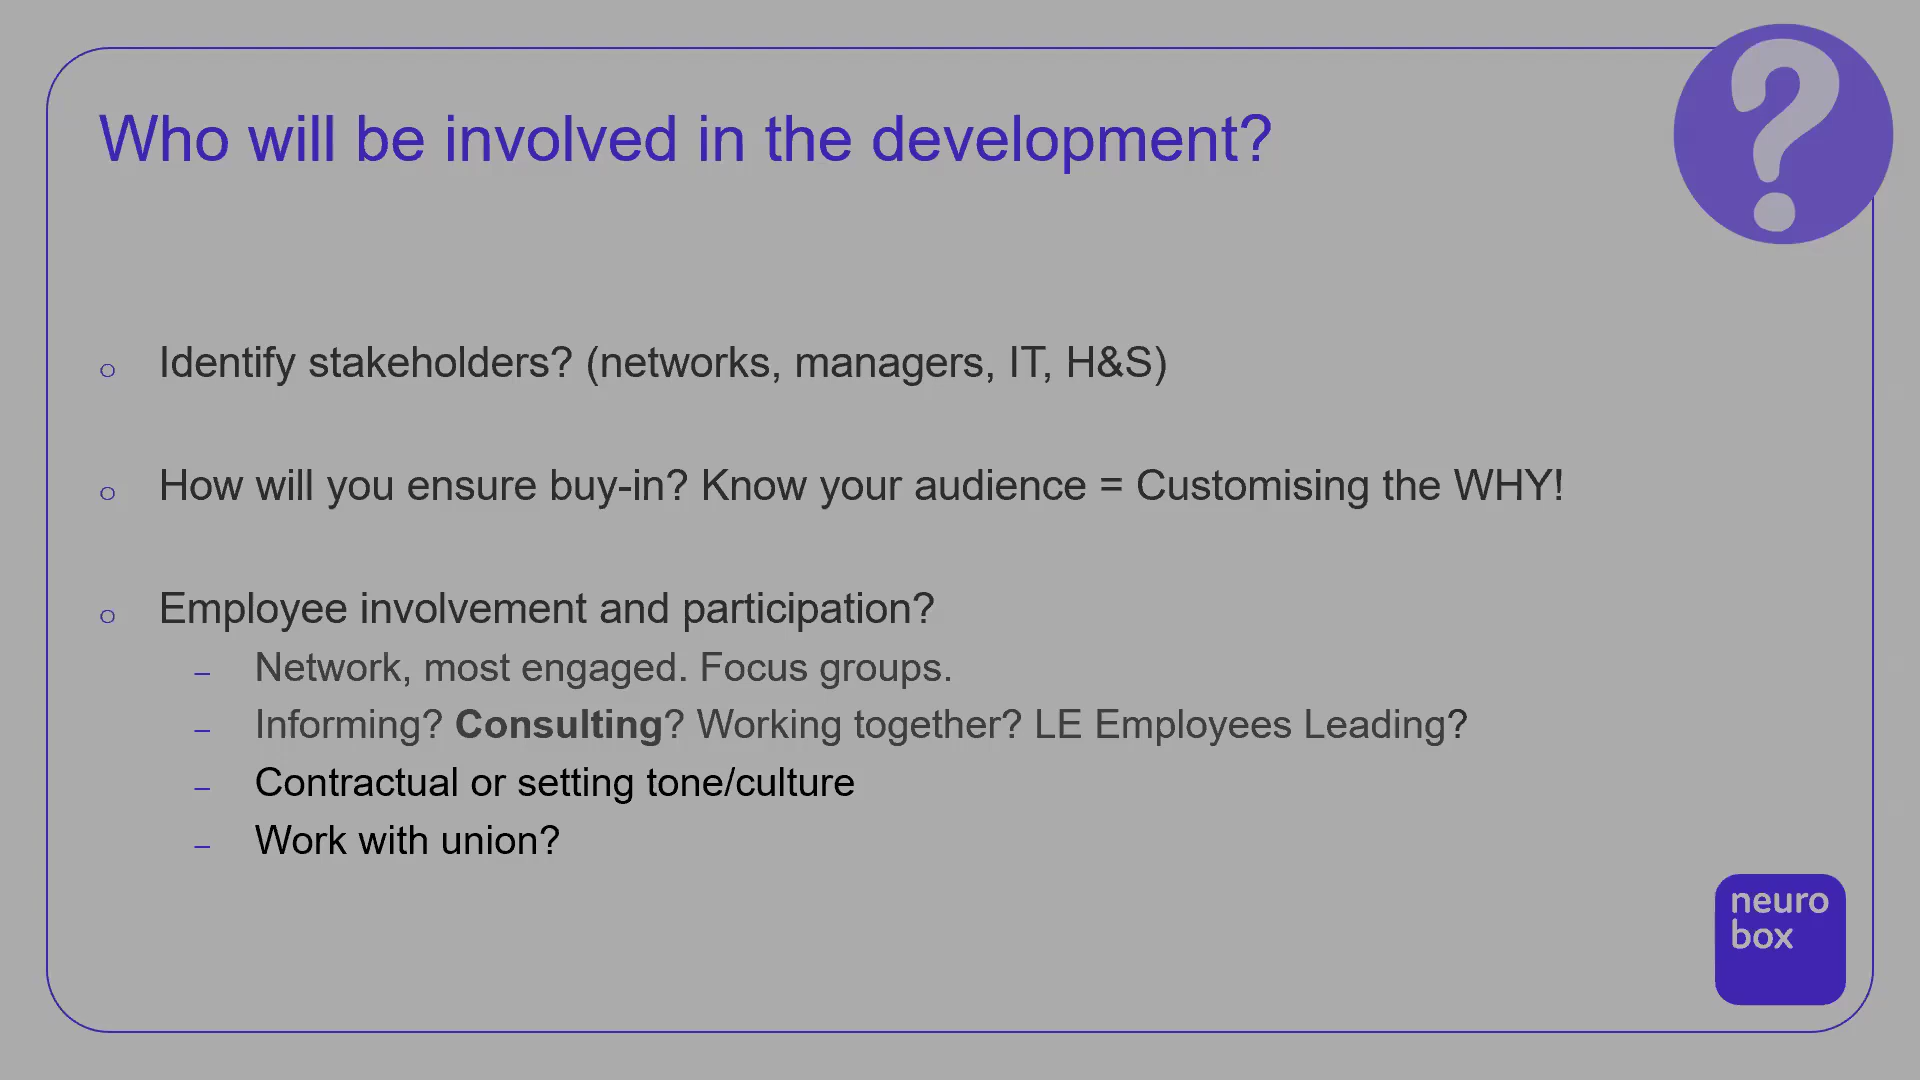 Who will be involved in the development?
Identify stakeholders? (networks, managers, IT, H&S)
How will you ensure buy-in? Know your audience = Customising the WHY!
Employee involvement and participation?
Network, most engaged. Focus groups.
Informing? Consulting? Working together? LE Employees Leading?
Contractual or setting tone/culture
Work with union?
neuro
box